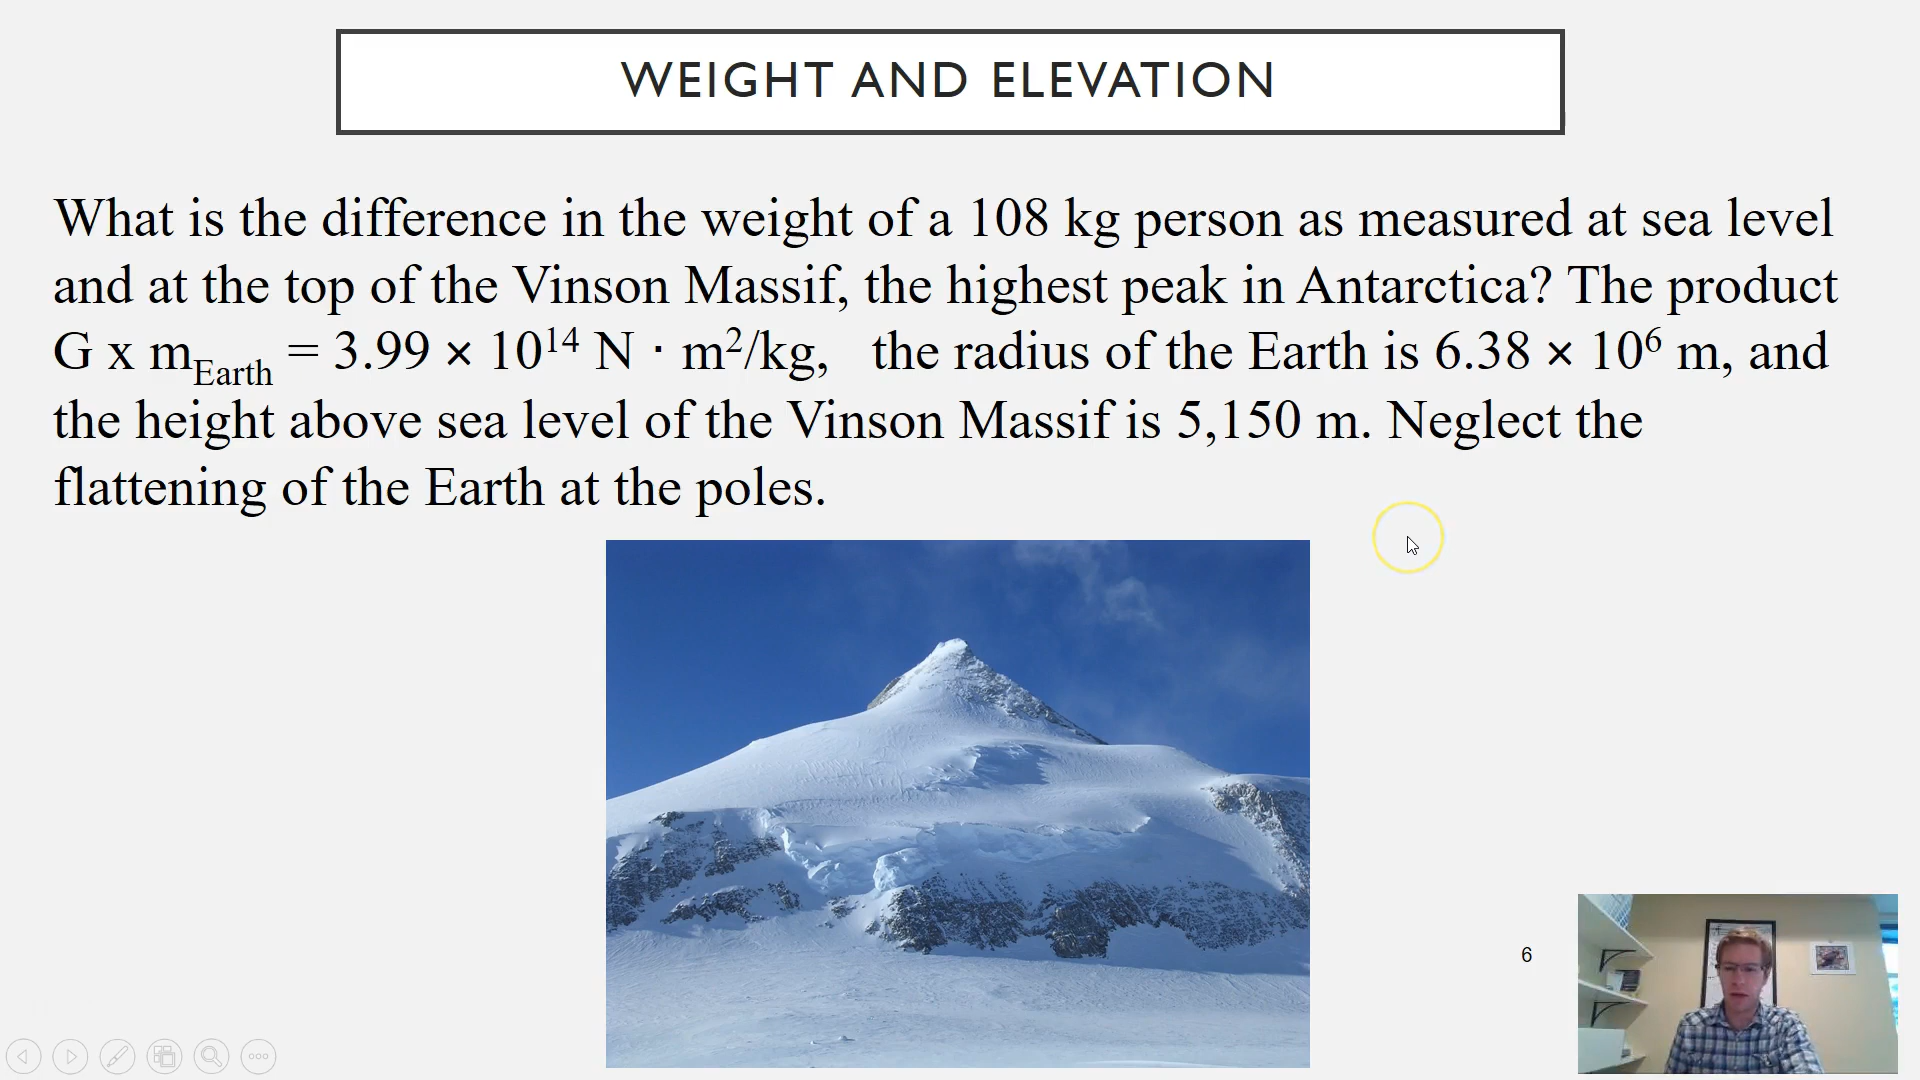 WEIGHT AND ELEVATION
What is the difference in the weight of a 108 kg person as measured at sea level
and at the top of the Vinson Massif, the highest peak in Antarctica? The product
G x m_Earth = 3.99 × 10¹⁴ N · m²/kg, the radius of the Earth is 6.38 × 10⁶ m, and
the height above sea level of the Vinson Massif is 5,150 m. Neglect the
flattening of the Earth at the poles.
6